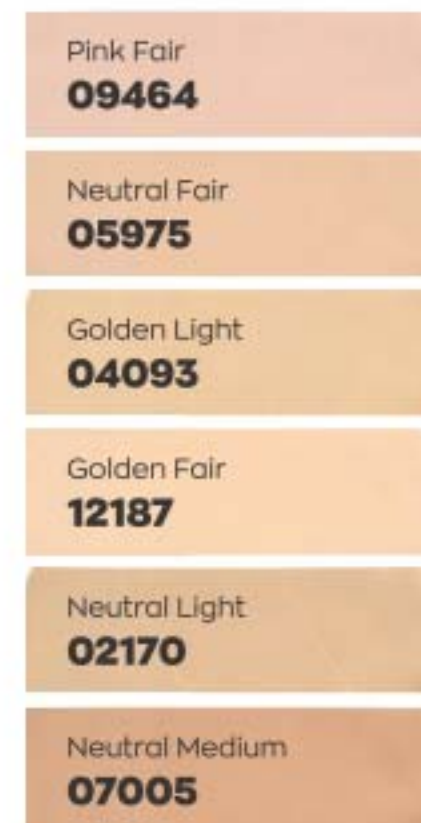 Pink Fair
09464
Neutral Fair
05975
Golden Light
04093
Golden Fair
12187
Neutral Light
02170
Neutral Medium
07005